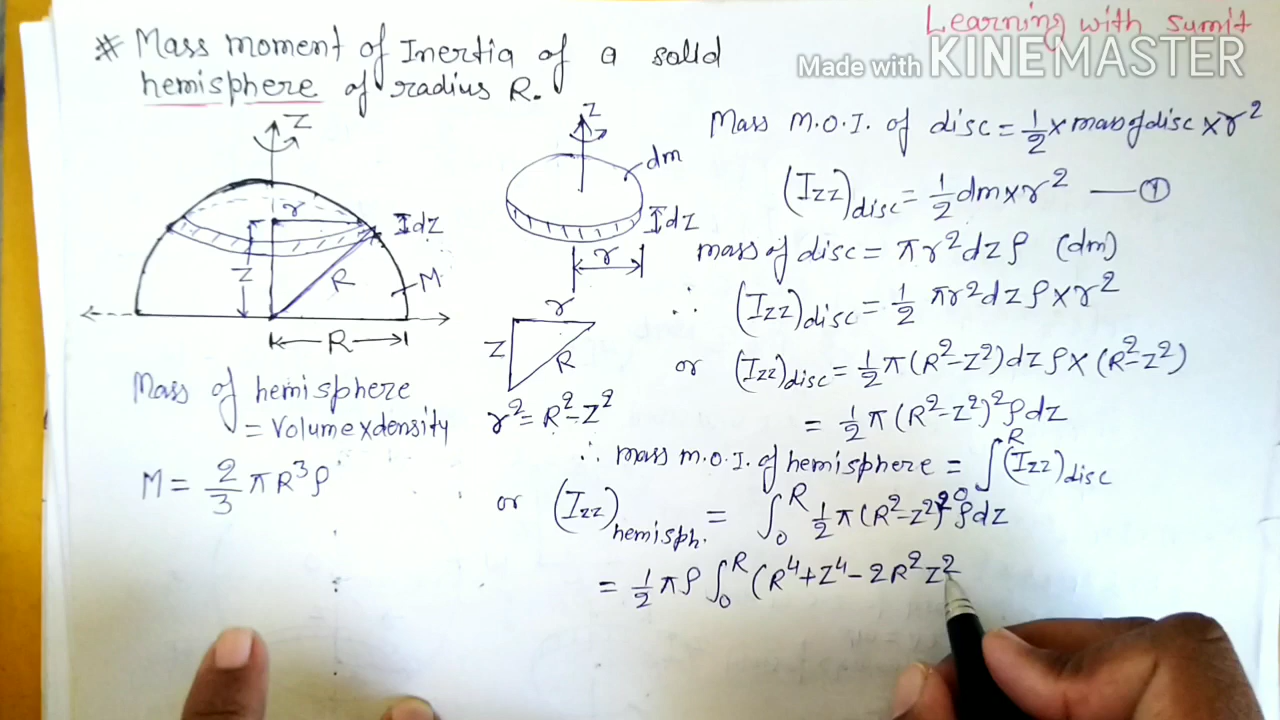 Learning with sumit
Made with KINEMASTER
* Mass moment of Inertia of a solid
hemisphere of radius R.
Z
r
dz
Z
R
M
R
Z
dm
dz
r
r
Z
R
r² = R² - Z²
Mass of hemisphere
= Volume x density
M = 2/3 π R³ ρ
Mass M.O.I. of disc = 1/2 x mass of disc x r²
(Izz)disc = 1/2 dm x r² — ①
mass of disc = π r² dz ρ (dm)
∴ (Izz)disc = 1/2 π r² dz ρ x r²
or (Izz)disc = 1/2 π (R² - Z²) dz ρ x (R² - Z²)
= 1/2 π (R² - Z²)² ρ dz
∴ mass m.o.I. of hemisphere = ∫₀ᴿ (Izz)disc
or (Izz)hemisph. = ∫₀ᴿ 1/2 π (R² - Z²)² ρ dz
= 1/2 π ρ ∫₀ᴿ (R⁴ + Z⁴ - 2R² Z²